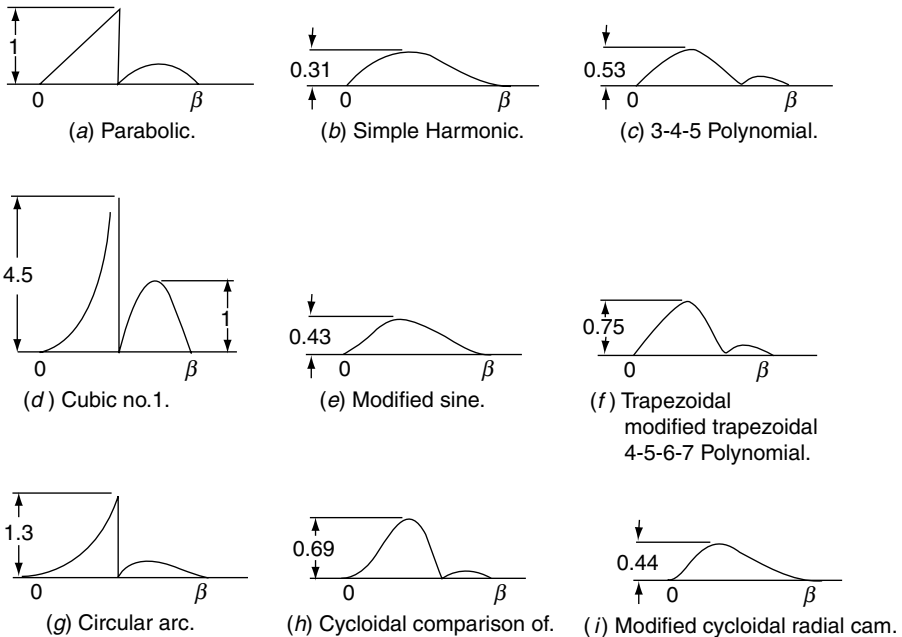 1
0
β
(a) Parabolic.
0.31
0
β
(b) Simple Harmonic.
0.53
0
β
(c) 3-4-5 Polynomial.
4.5
1
0
β
(d ) Cubic no.1.
0.43
0
β
(e) Modified sine.
0.75
0
β
(f ) Trapezoidal
modified trapezoidal
4-5-6-7 Polynomial.
1.3
0
β
(g) Circular arc.
0.69
0
β
(h) Cycloidal comparison of.
0.44
0
β
(i) Modified cycloidal radial cam.